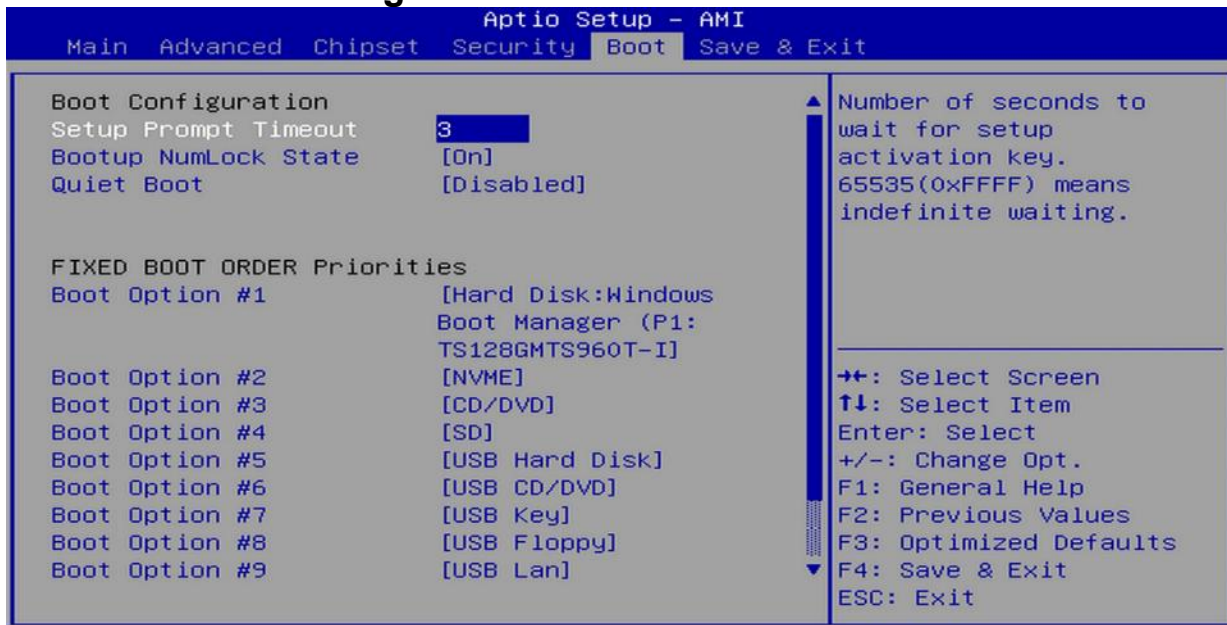 Aptio Setup – AMI
Main Advanced Chipset Security Boot Save & Exit
Boot Configuration
Setup Prompt Timeout 3
Bootup NumLock State [On]
Quiet Boot [Disabled]
FIXED BOOT ORDER Priorities
Boot Option #1 [Hard Disk:Windows
Boot Manager (P1:
TS128GMTS960T-I]
Boot Option #2 [NVME]
Boot Option #3 [CD/DVD]
Boot Option #4 [SD]
Boot Option #5 [USB Hard Disk]
Boot Option #6 [USB CD/DVD]
Boot Option #7 [USB Key]
Boot Option #8 [USB Floppy]
Boot Option #9 [USB Lan]
Number of seconds to
wait for setup
activation key.
65535(0xFFFF) means
indefinite waiting.
→←: Select Screen
↑↓: Select Item
Enter: Select
+/-: Change Opt.
F1: General Help
F2: Previous Values
F3: Optimized Defaults
F4: Save & Exit
ESC: Exit